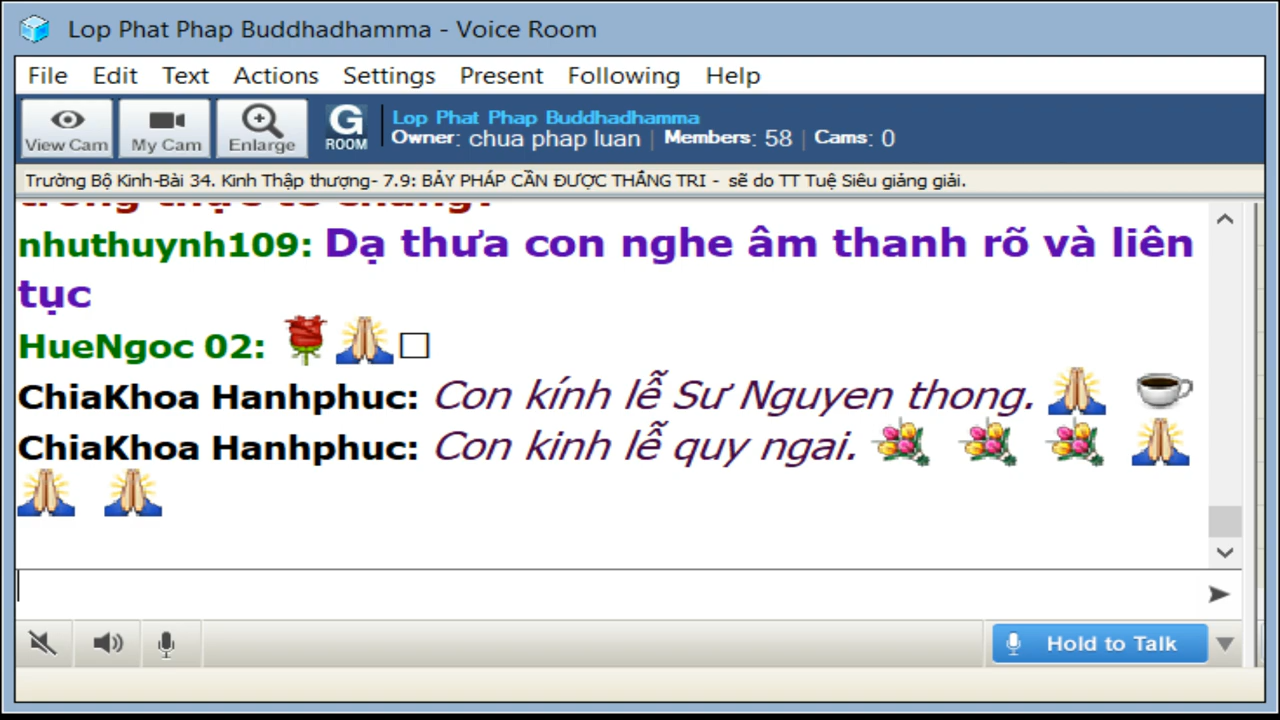 Lop Phat Phap Buddhadhamma - Voice Room
File Edit Text Actions Settings Present Following Help
View Cam My Cam Enlarge G ROOM
Lop Phat Phap Buddhadhamma
Owner: chua phap luan | Members: 58 | Cams: 0
Trường Bộ Kinh-Bài 34. Kinh Thập thượng- 7.9: BẢY PHÁP CẦN ĐƯỢC THẮNG TRI - sẽ do TT Tuệ Siêu giảng giải.
nhuthuynh109: Dạ thưa con nghe âm thanh rõ và liên
tục
HueNgoc 02:
ChiaKhoa Hanhphuc: Con kính lễ Sư Nguyen thong.
ChiaKhoa Hanhphuc: Con kinh lễ quy ngai.
Hold to Talk